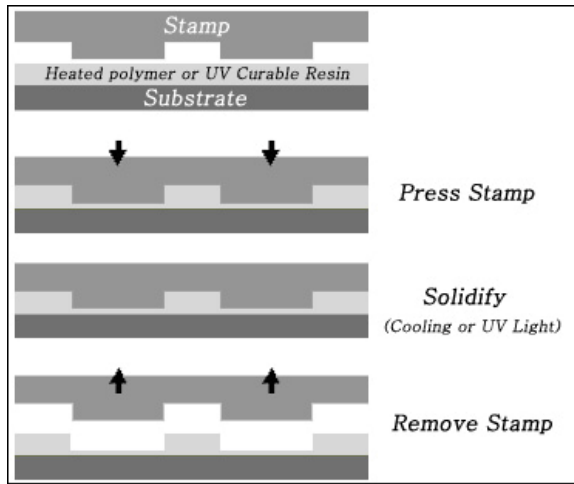 Stamp
Heated polymer or UV Curable Resin
Substrate
Press Stamp
Solidify
(Cooling or UV Light)
Remove Stamp